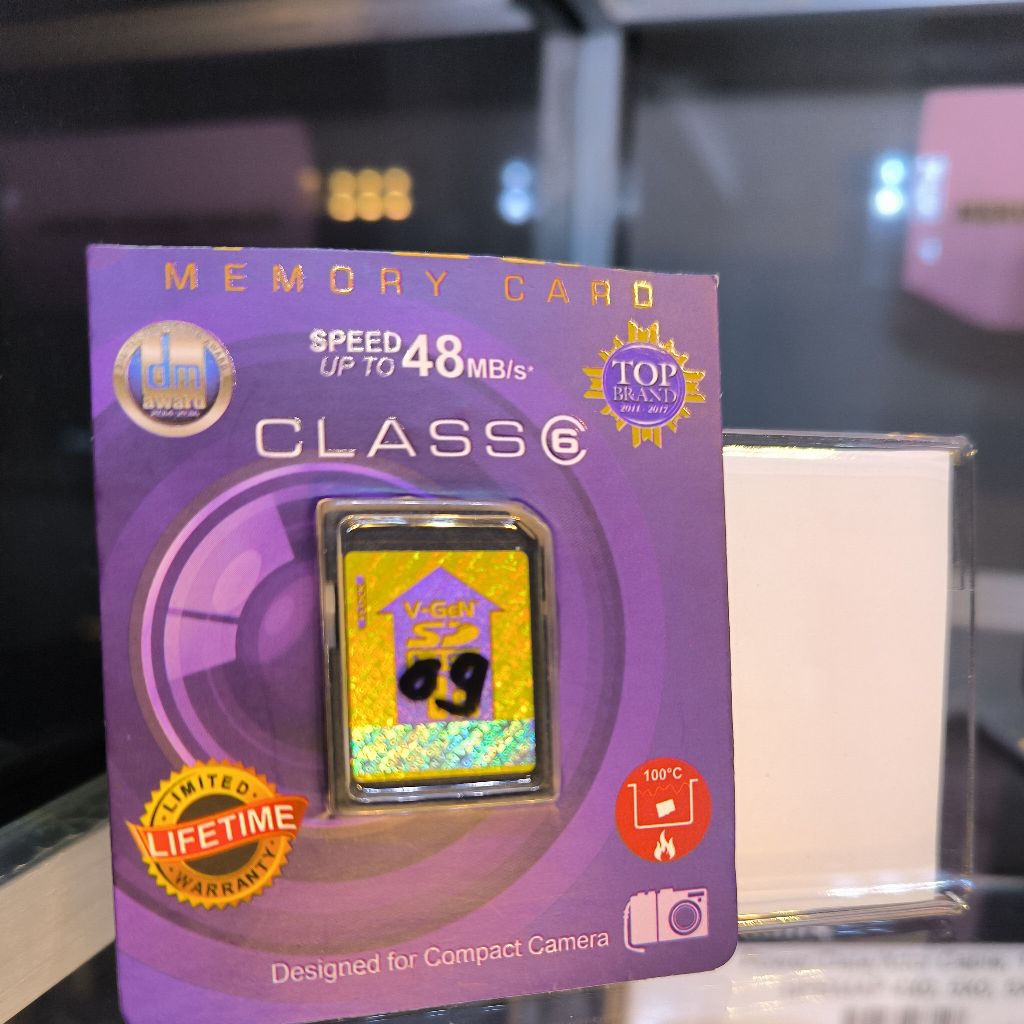 MEMORY CARD
SPEED
UP TO 48MB/s*
dm
award
TOP
BRAND
2011 - 2017
CLASS 6
V-GeN
SD
LIMITED
LIFETIME
WARRANTY
100°C
Designed for Compact Camera